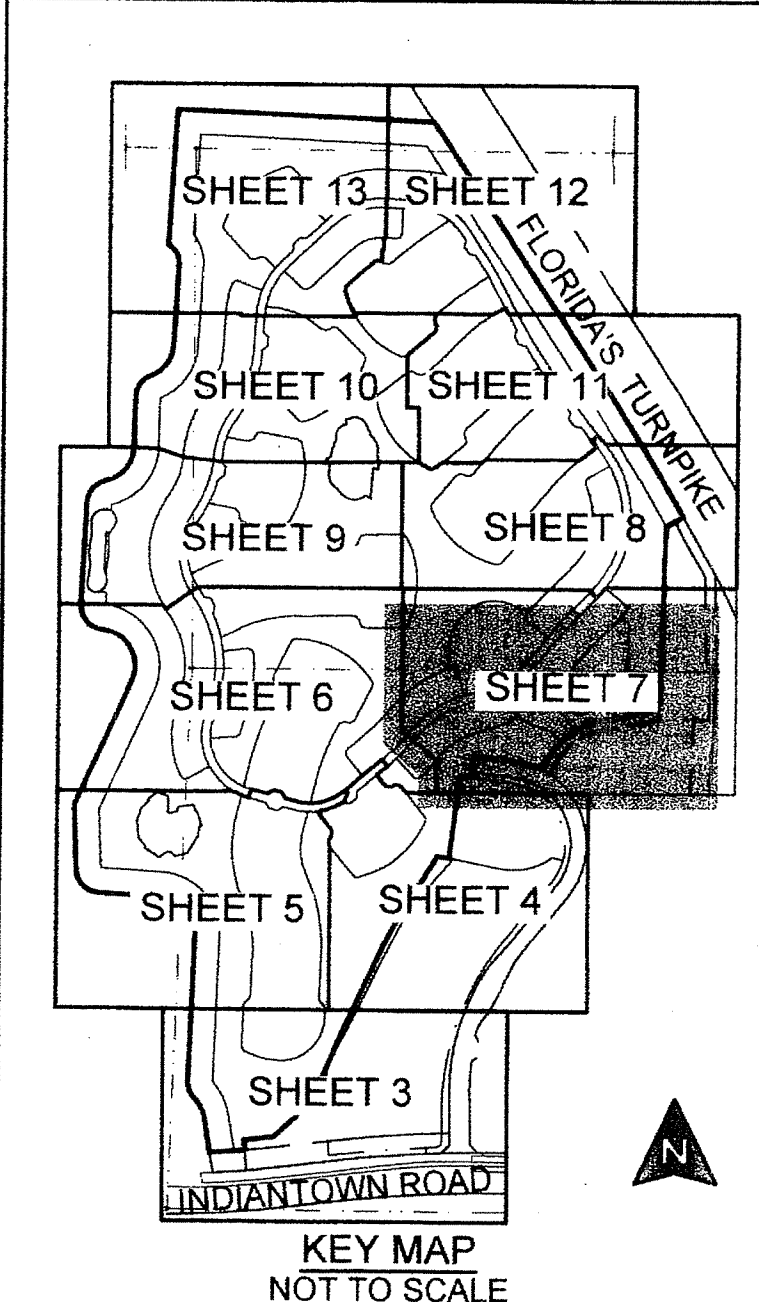 SHEET 13
SHEET 12
FLORIDA'S TURNPIKE
SHEET 10
SHEET 11
SHEET 9
SHEET 8
SHEET 6
SHEET 7
SHEET 5
SHEET 4
SHEET 3
N
INDIANTOWN ROAD
KEY MAP
NOT TO SCALE